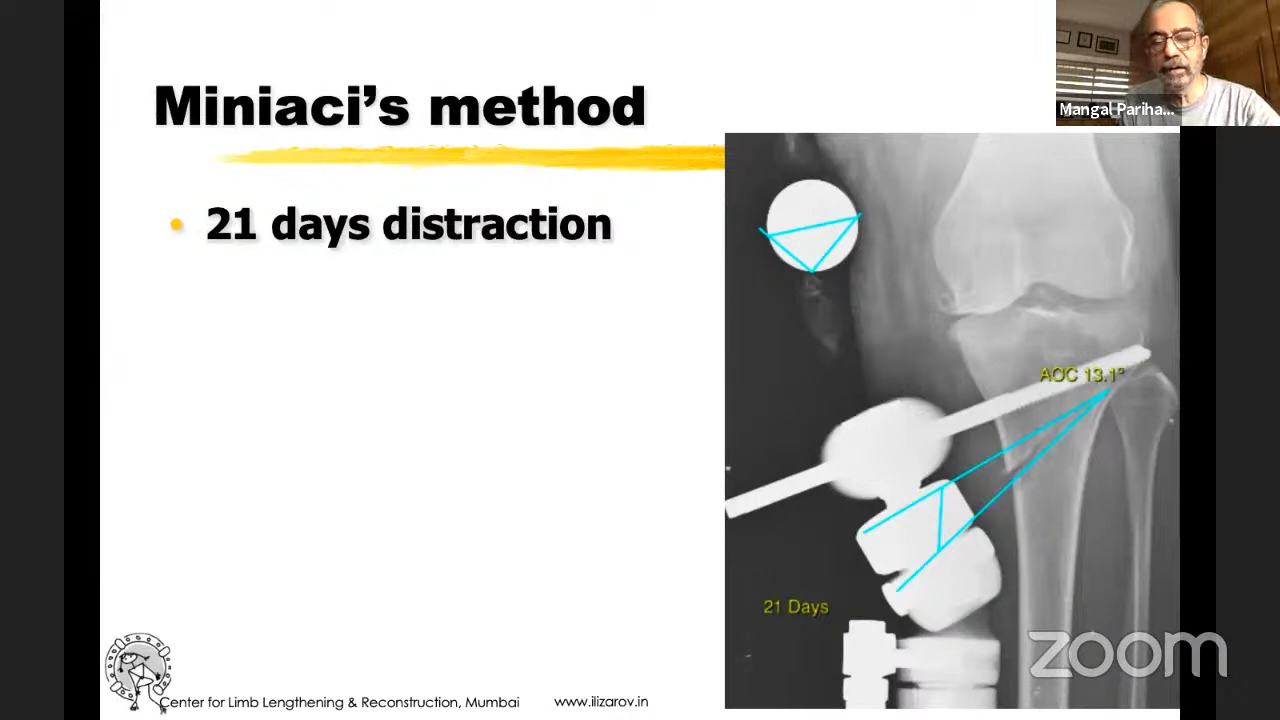 Mangal Pariha...
Miniaci's method
• 21 days distraction
AOC 13.1°
21 Days
zoom
Center for Limb Lengthening & Reconstruction, Mumbai www.ilizarov.in